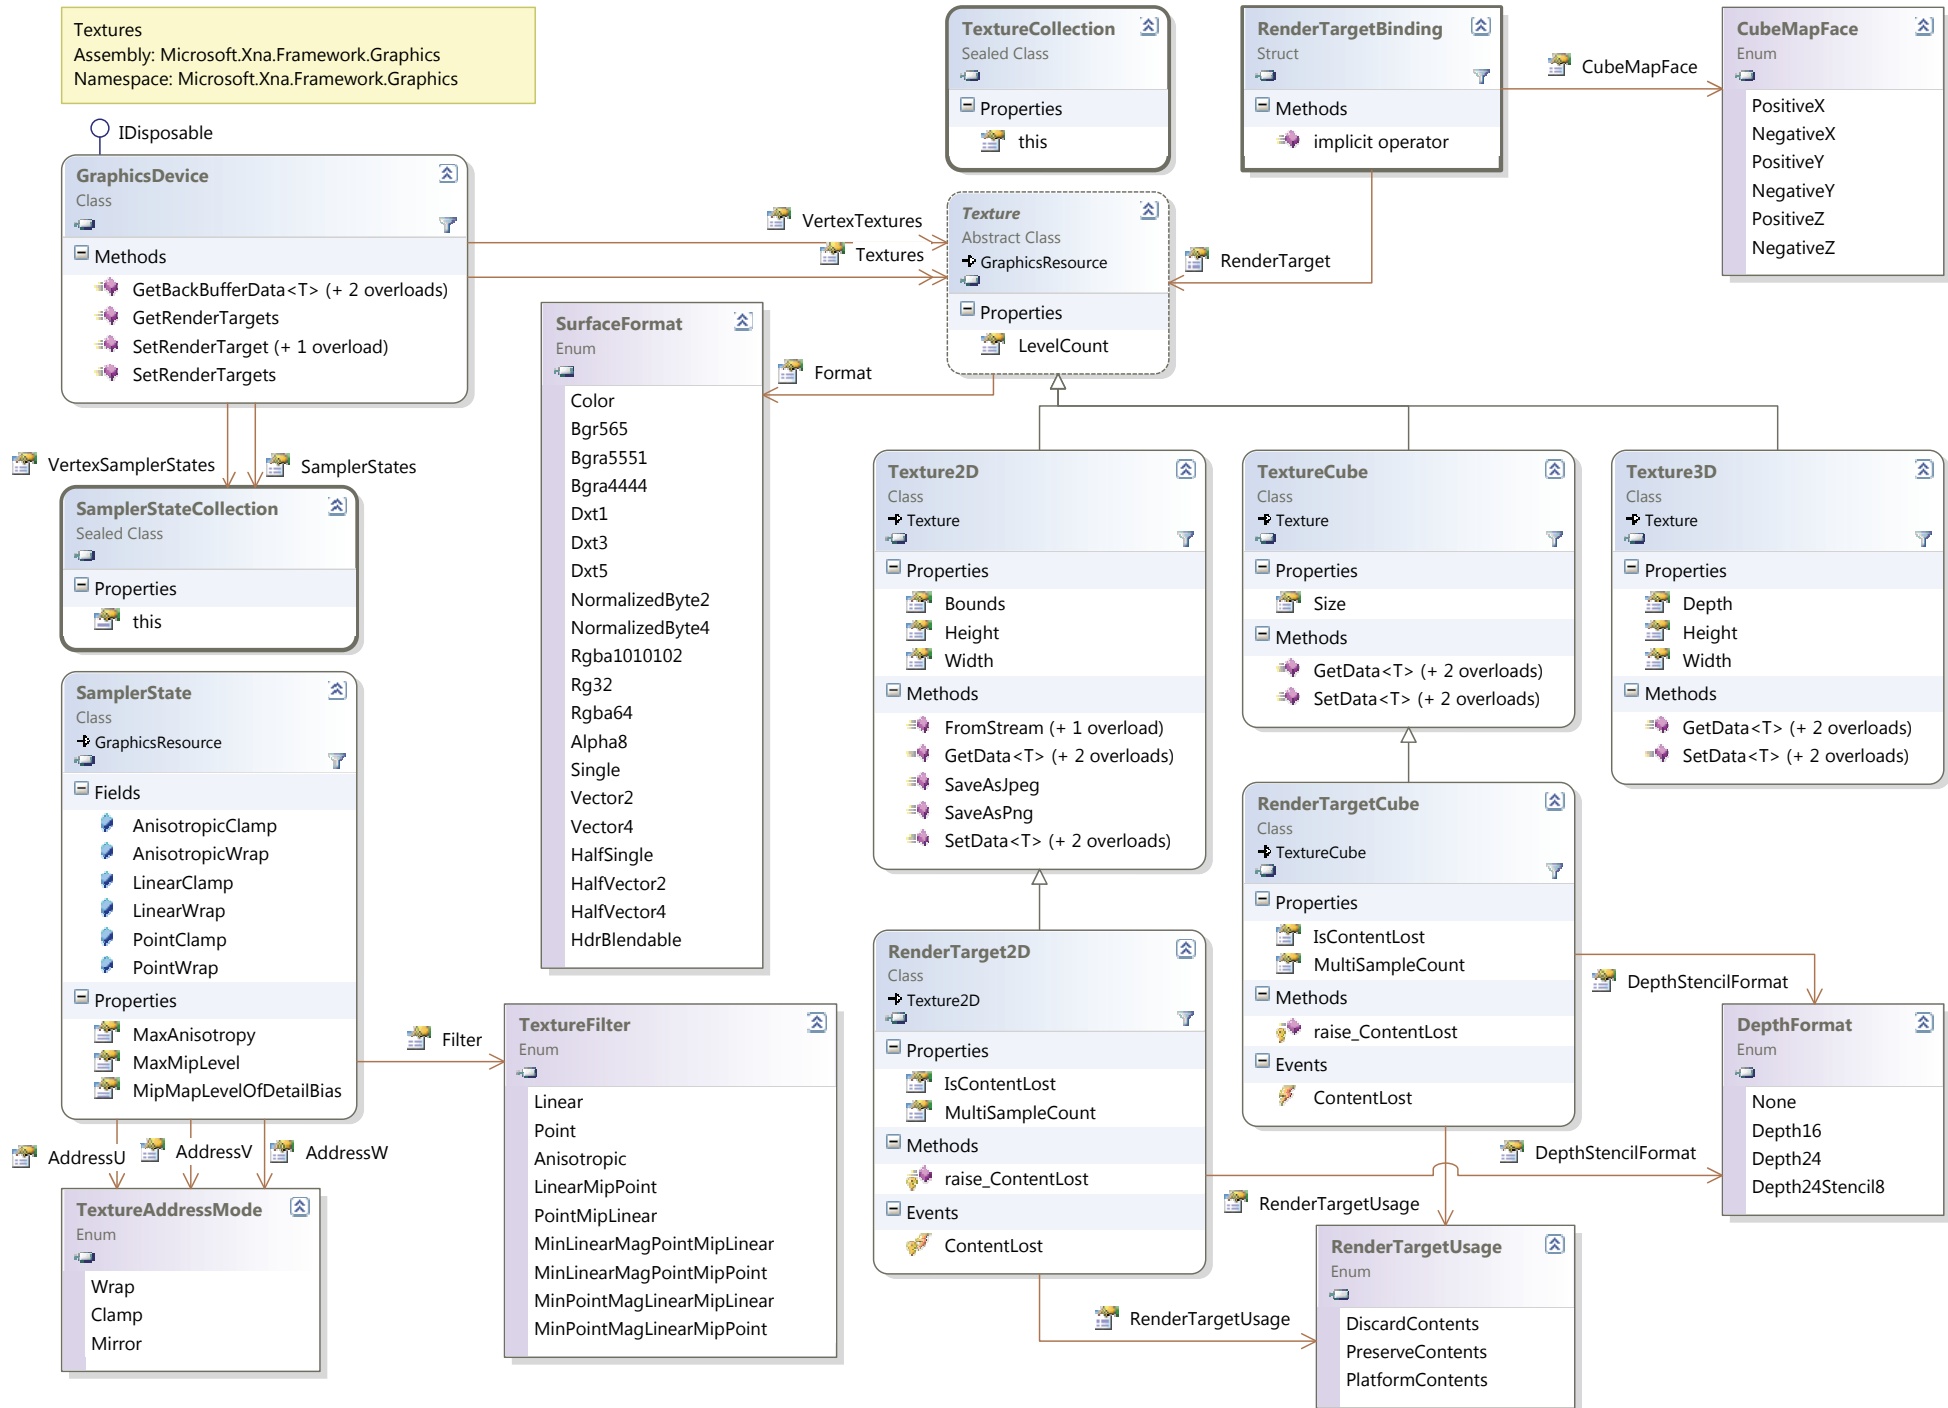 Textures
Assembly: Microsoft.Xna.Framework.Graphics
Namespace: Microsoft.Xna.Framework.Graphics
IDisposable
GraphicsDevice
Class
Methods
GetBackBufferData<T> (+ 2 overloads)
GetRenderTargets
SetRenderTarget (+ 1 overload)
SetRenderTargets
VertexTextures
Textures
VertexSamplerStates
SamplerStates
TextureCollection
Sealed Class
Properties
this
RenderTargetBinding
Struct
Methods
implicit operator
CubeMapFace
CubeMapFace
Enum
PositiveX
NegativeX
PositiveY
NegativeY
PositiveZ
NegativeZ
Texture
Abstract Class
GraphicsResource
Properties
LevelCount
RenderTarget
Format
SurfaceFormat
Enum
Color
Bgr565
Bgra5551
Bgra4444
Dxt1
Dxt3
Dxt5
NormalizedByte2
NormalizedByte4
Rgba1010102
Rg32
Rgba64
Alpha8
Single
Vector2
Vector4
HalfSingle
HalfVector2
HalfVector4
HdrBlendable
SamplerStateCollection
Sealed Class
Properties
this
SamplerState
Class
GraphicsResource
Fields
AnisotropicClamp
AnisotropicWrap
LinearClamp
LinearWrap
PointClamp
PointWrap
Properties
MaxAnisotropy
MaxMipLevel
MipMapLevelOfDetailBias
Filter
AddressU
AddressV
AddressW
TextureAddressMode
Enum
Wrap
Clamp
Mirror
TextureFilter
Enum
Linear
Point
Anisotropic
LinearMipPoint
PointMipLinear
MinLinearMagPointMipLinear
MinLinearMagPointMipPoint
MinPointMagLinearMipLinear
MinPointMagLinearMipPoint
Texture2D
Class
Texture
Properties
Bounds
Height
Width
Methods
FromStream (+ 1 overload)
GetData<T> (+ 2 overloads)
SaveAsJpeg
SaveAsPng
SetData<T> (+ 2 overloads)
TextureCube
Class
Texture
Properties
Size
Methods
GetData<T> (+ 2 overloads)
SetData<T> (+ 2 overloads)
Texture3D
Class
Texture
Properties
Depth
Height
Width
Methods
GetData<T> (+ 2 overloads)
SetData<T> (+ 2 overloads)
RenderTarget2D
Class
Texture2D
Properties
IsContentLost
MultiSampleCount
Methods
raise_ContentLost
Events
ContentLost
RenderTargetCube
Class
TextureCube
Properties
IsContentLost
MultiSampleCount
Methods
raise_ContentLost
Events
ContentLost
DepthStencilFormat
DepthStencilFormat
DepthFormat
Enum
None
Depth16
Depth24
Depth24Stencil8
RenderTargetUsage
RenderTargetUsage
RenderTargetUsage
Enum
DiscardContents
PreserveContents
PlatformContents